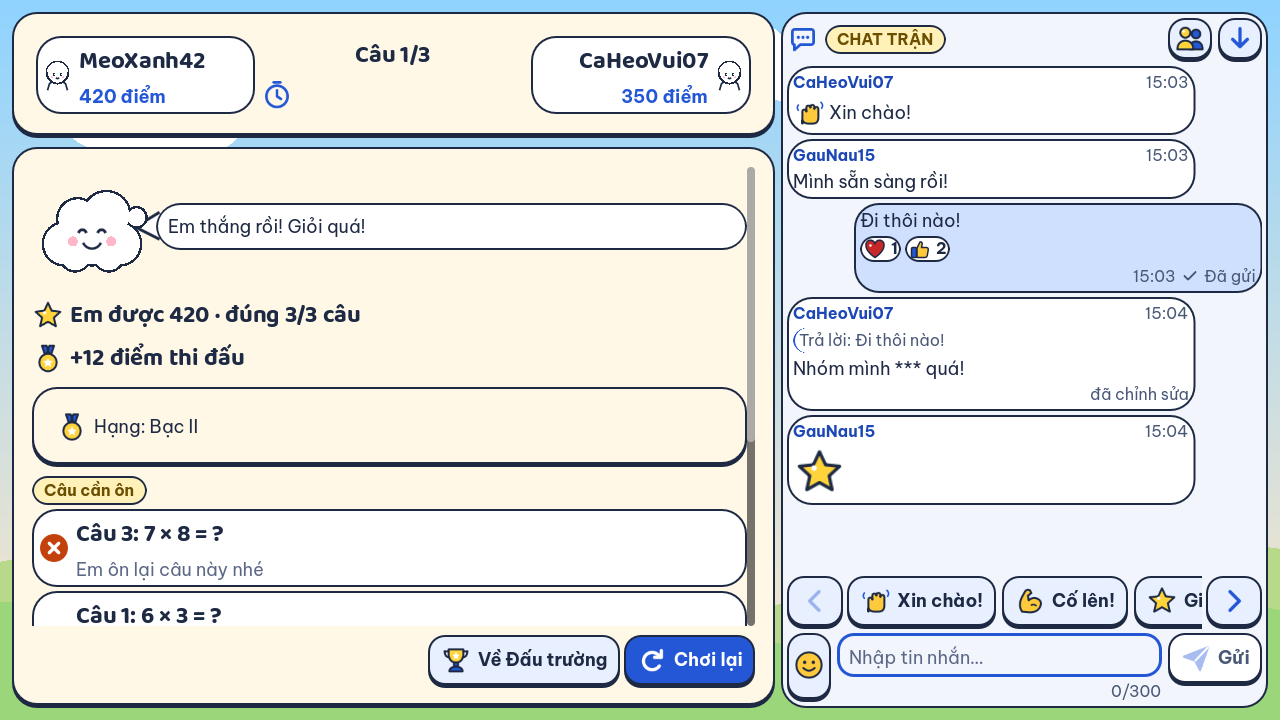 MeoXanh42
420 điểm
Câu 1/3
CaHeoVui07
350 điểm
Em thắng rồi! Giỏi quá!
Em được 420 · đúng 3/3 câu
+12 điểm thi đấu
Hạng: Bạc II
Câu cần ôn
Câu 3: 7 × 8 = ?
Em ôn lại câu này nhé
Câu 1: 6 × 3 = ?
Về Đấu trường
Chơi lại
CHAT TRẬN
CaHeoVui07 15:03
Xin chào!
GauNau15 15:03
Mình sẵn sàng rồi!
Đi thôi nào!
1 2
15:03 Đã gửi
CaHeoVui07 15:04
Trả lời: Đi thôi nào!
Nhóm mình *** quá!
đã chỉnh sửa
GauNau15 15:04
Xin chào! Cố lên! Gi
Nhập tin nhắn...
Gửi
0/300